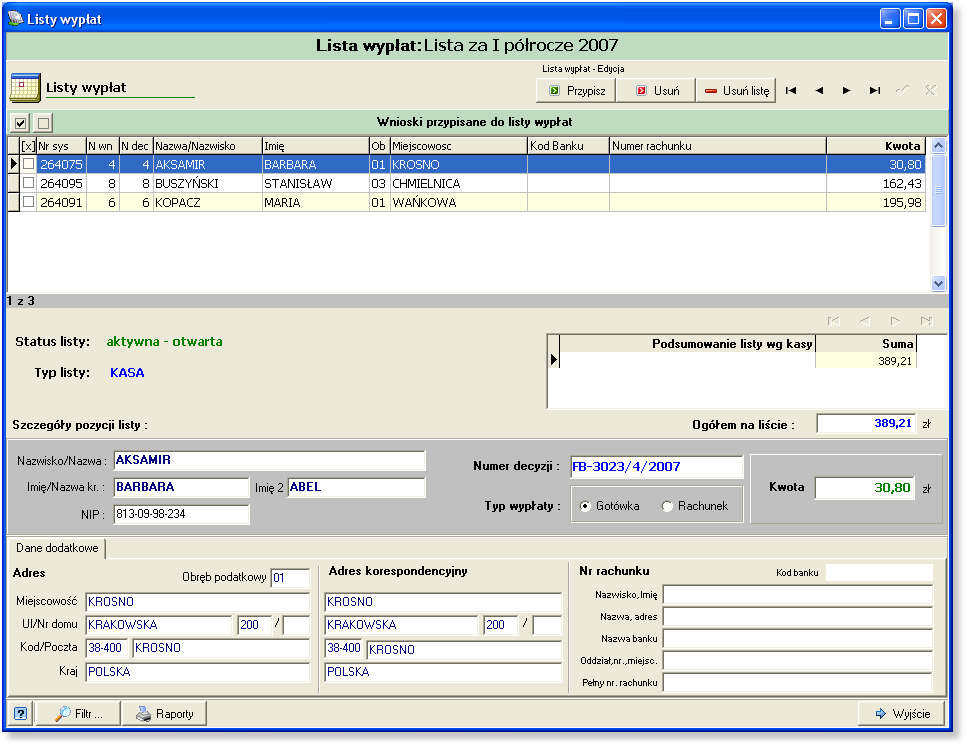 Listy wypłat
Lista wypłat:Lista za I półrocze 2007
Lista wypłat - Edycja
Listy wypłat
Przypisz Usuń Usuń listę
Wnioski przypisane do listy wypłat
[x] Nr sys N wn N dec Nazwa/Nazwisko Imię Ob Miejscowosc Kod Banku Numer rachunku Kwota
264075 4 4 AKSAMIR BARBARA 01 KROSNO 30,80
264095 8 8 BUSZYŃSKI STANISŁAW 03 CHMIELNICA 162,43
264091 6 6 KOPACZ MARIA 01 WAŃKOWA 195,98
1 z 3
Status listy: aktywna - otwarta
Podsumowanie listy wg kasy Suma
389,21
Typ listy: KASA
Szczegóły pozycji listy :
Ogółem na liście : 389,21 zł
Nazwisko/Nazwa : AKSAMIR
Numer decyzji : FB-3023/4/2007
Imię/Nazwa kr. : BARBARA Imię 2 ABEL
Kwota 30,80 zł
Typ wypłaty : Gotówka Rachunek
NIP : 813-09-98-234
Dane dodatkowe
Adres Obręb podatkowy 01
Adres korespondencyjny
Nr rachunku Kod banku
Miejscowość KROSNO KROSNO Nazwisko,Imię
Ul/Nr domu KRAKOWSKA 200 / KRAKOWSKA 200 / Nazwa, adres
Kod/Poczta 38-400 KROSNO 38-400 KROSNO Nazwa banku
Oddział,nr.,miejsc.
Kraj POLSKA POLSKA Pełny nr. rachunku
? Filtr ... Raporty Wyjście